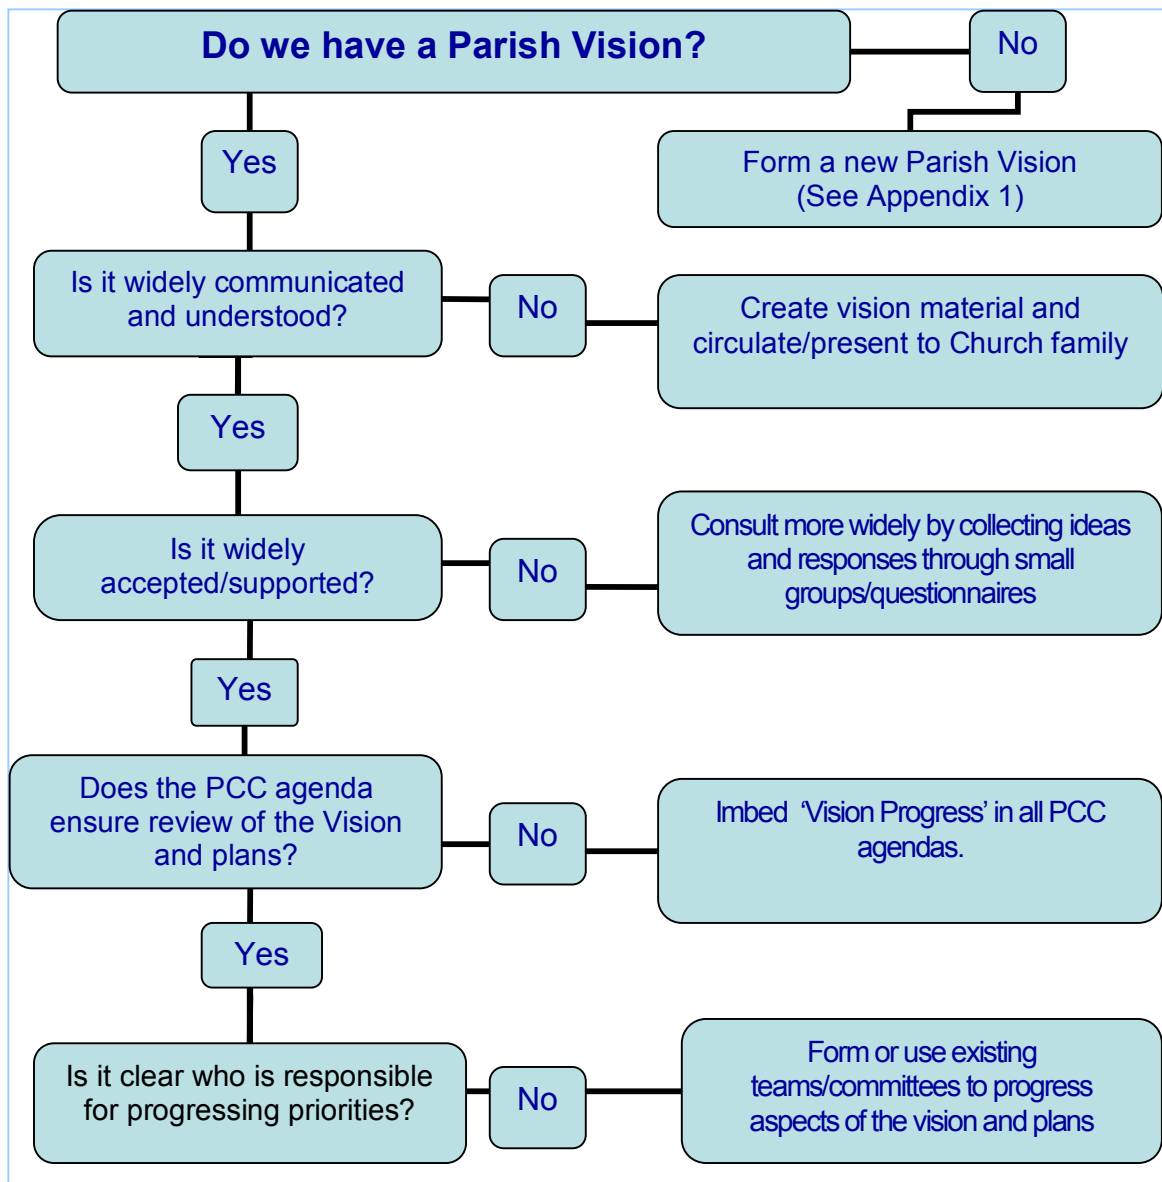 Do we have a Parish Vision?
No
Yes
Form a new Parish Vision
(See Appendix 1)
Is it widely communicated
and understood?
No
Create vision material and
circulate/present to Church family
Yes
Is it widely
accepted/supported?
No
Consult more widely by collecting ideas
and responses through small
groups/questionnaires
Yes
Does the PCC agenda
ensure review of the Vision
and plans?
No
Imbed ‘Vision Progress’ in all PCC
agendas.
Yes
Is it clear who is responsible
for progressing priorities?
No
Form or use existing
teams/committees to progress
aspects of the vision and plans